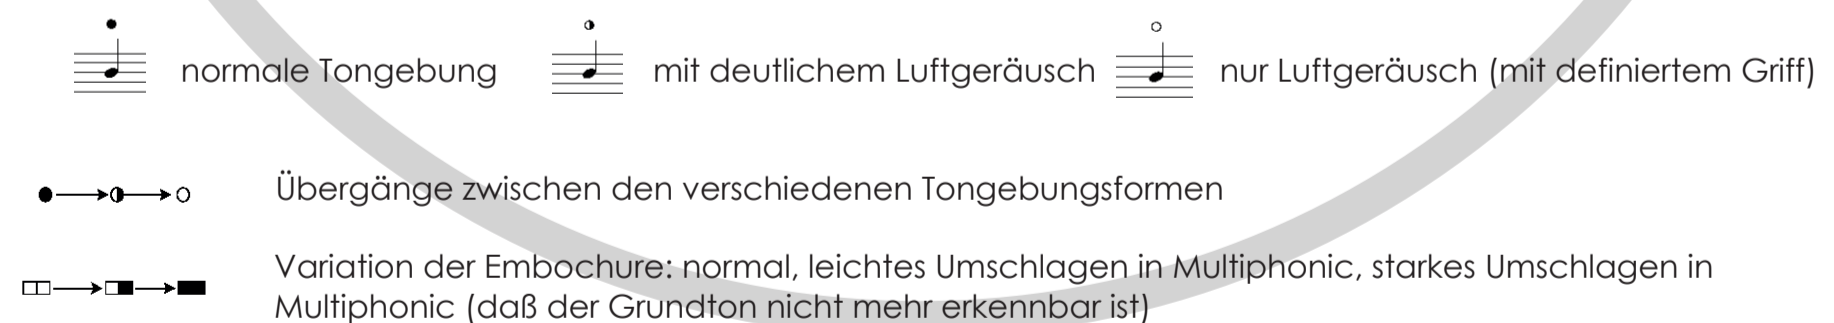 normale Tongebung mit deutlichem Luftgeräusch nur Luftgeräusch (mit definiertem Griff)
Übergänge zwischen den verschiedenen Tongebungsformen
Variation der Embochure: normal, leichtes Umschlagen in Multiphonic, starkes Umschlagen in
Multiphonic (daß der Grundton nicht mehr erkennbar ist)